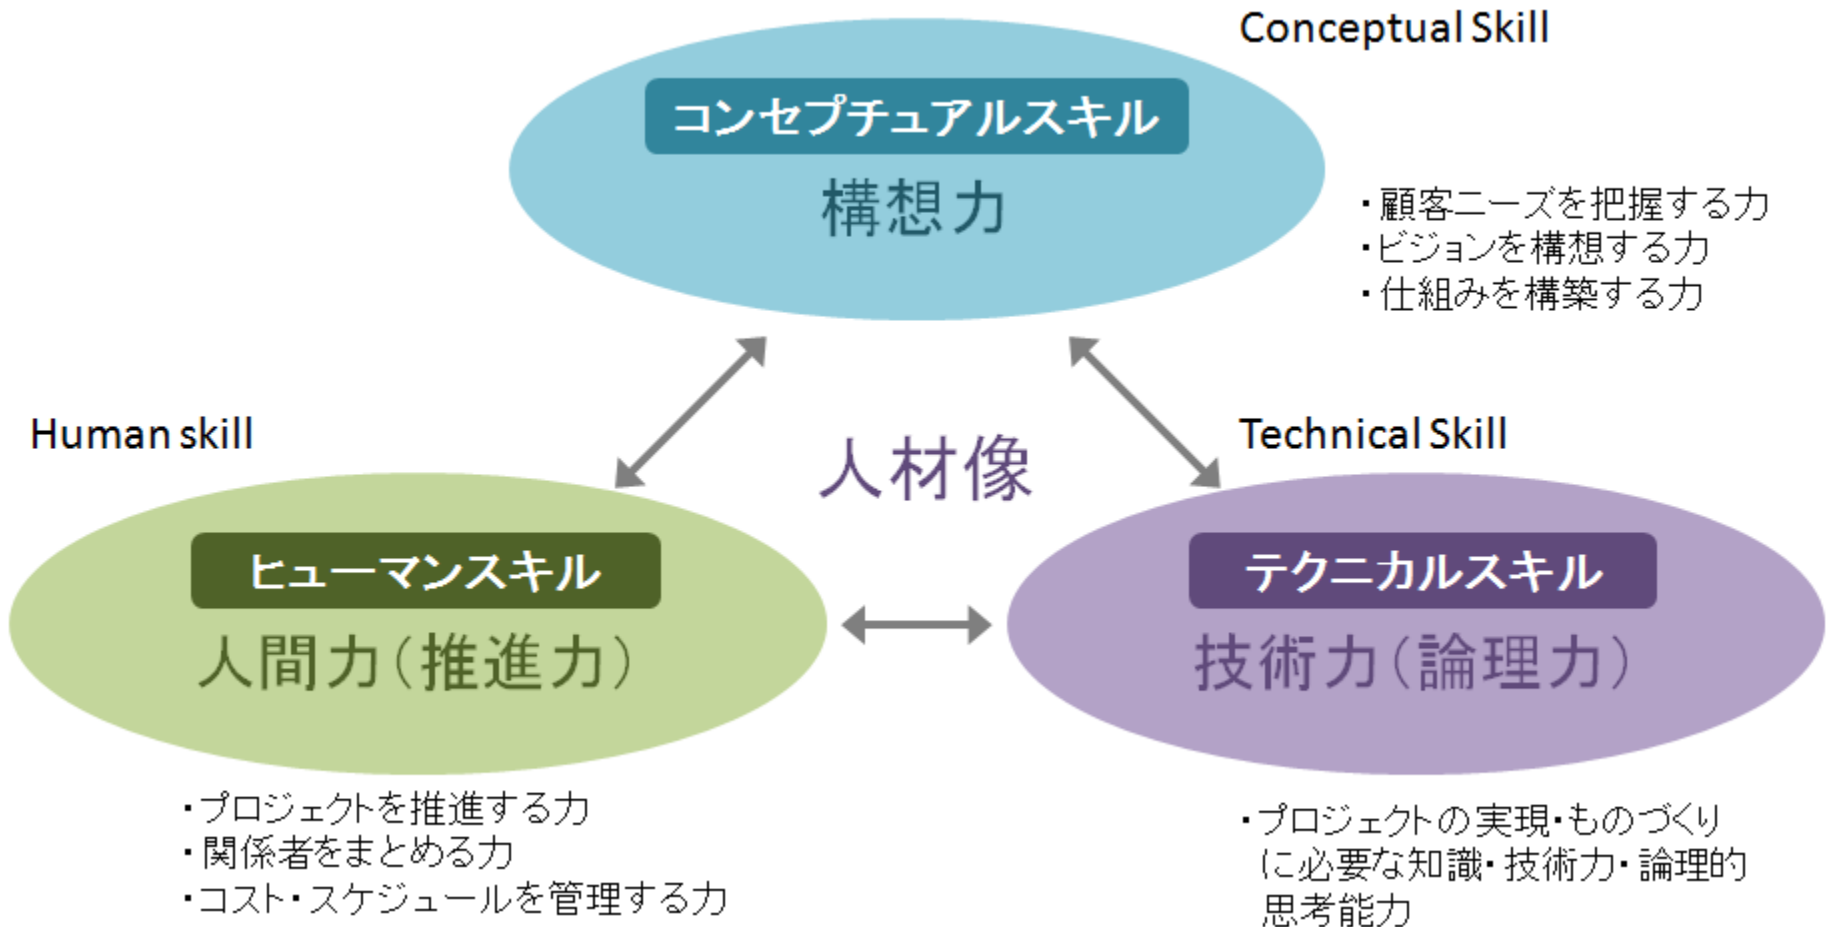 Conceptual Skill
コンセプチュアルスキル
構想力
・顧客ニーズを把握する力
・ビジョンを構想する力
・仕組みを構築する力
人材像
Human skill
ヒューマンスキル
人間力(推進力)
・プロジェクトを推進する力
・関係者をまとめる力
・コスト・スケジュールを管理する力
Technical Skill
テクニカルスキル
技術力(論理力)
・プロジェクトの実現・ものづくり
に必要な知識・技術力・論理的
思考能力